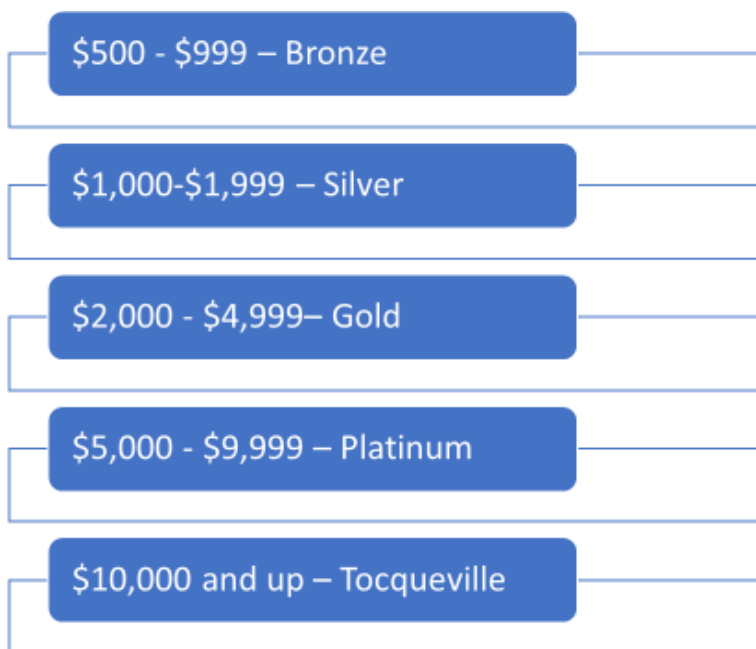 $500 - $999 – Bronze
$1,000-$1,999 – Silver
$2,000 - $4,999– Gold
$5,000 - $9,999 – Platinum
$10,000 and up – Tocqueville